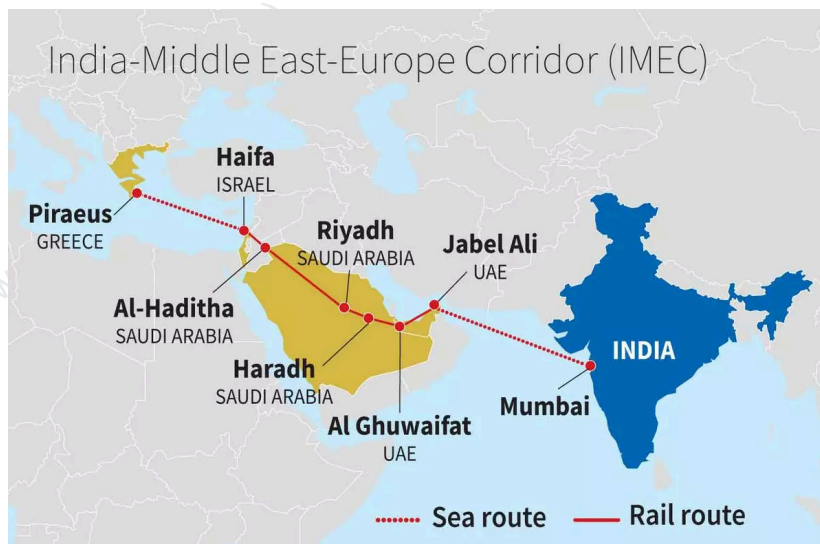 India-Middle East-Europe Corridor (IMEC)
Haifa
ISRAEL
Piraeus
GREECE
Riyadh
SAUDI ARABIA
Jabel Ali
UAE
Al-Haditha
SAUDI ARABIA
INDIA
Haradh
SAUDI ARABIA
Mumbai
Al Ghuwaifat
UAE
Sea route
Rail route